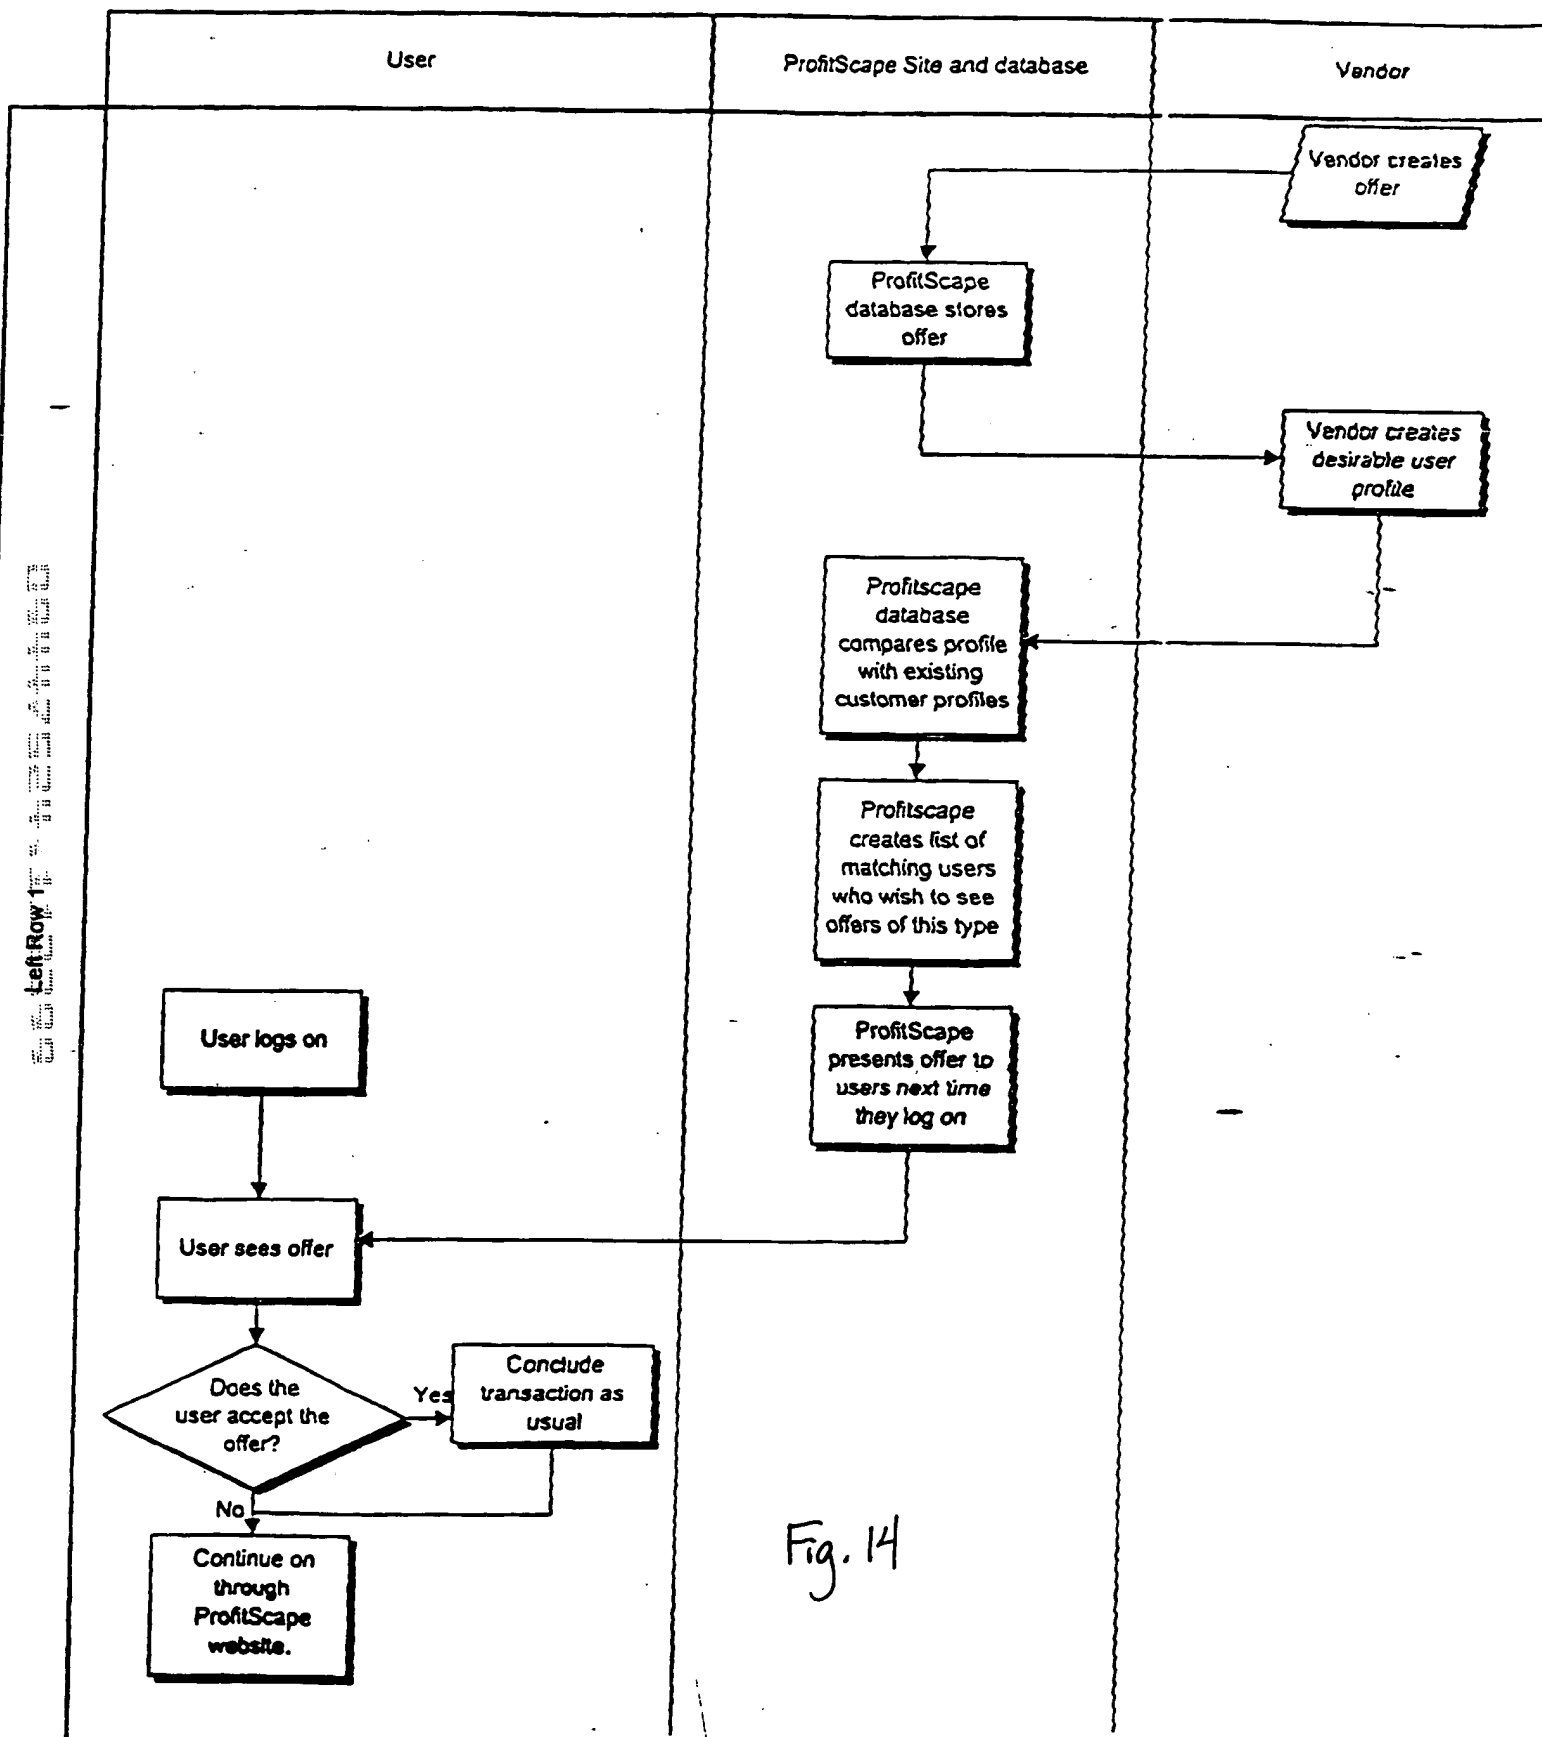 User
ProfitScape Site and database
Vendor
Vendor creates
offer
ProfitScape
database stores
offer
Vendor creates
desirable user
profile
Profitscape
database
compares profile
with existing
customer profiles
Profitscape
creates list of
matching users
who wish to see
offers of this type
ProfitScape
presents offer to
users next time
they log on
Left Row 1
User logs on
User sees offer
Does the
user accept the
offer?
Yes
Conclude
transaction as
usual
No
Continue on
through
ProfitScape
website.
Fig. 14